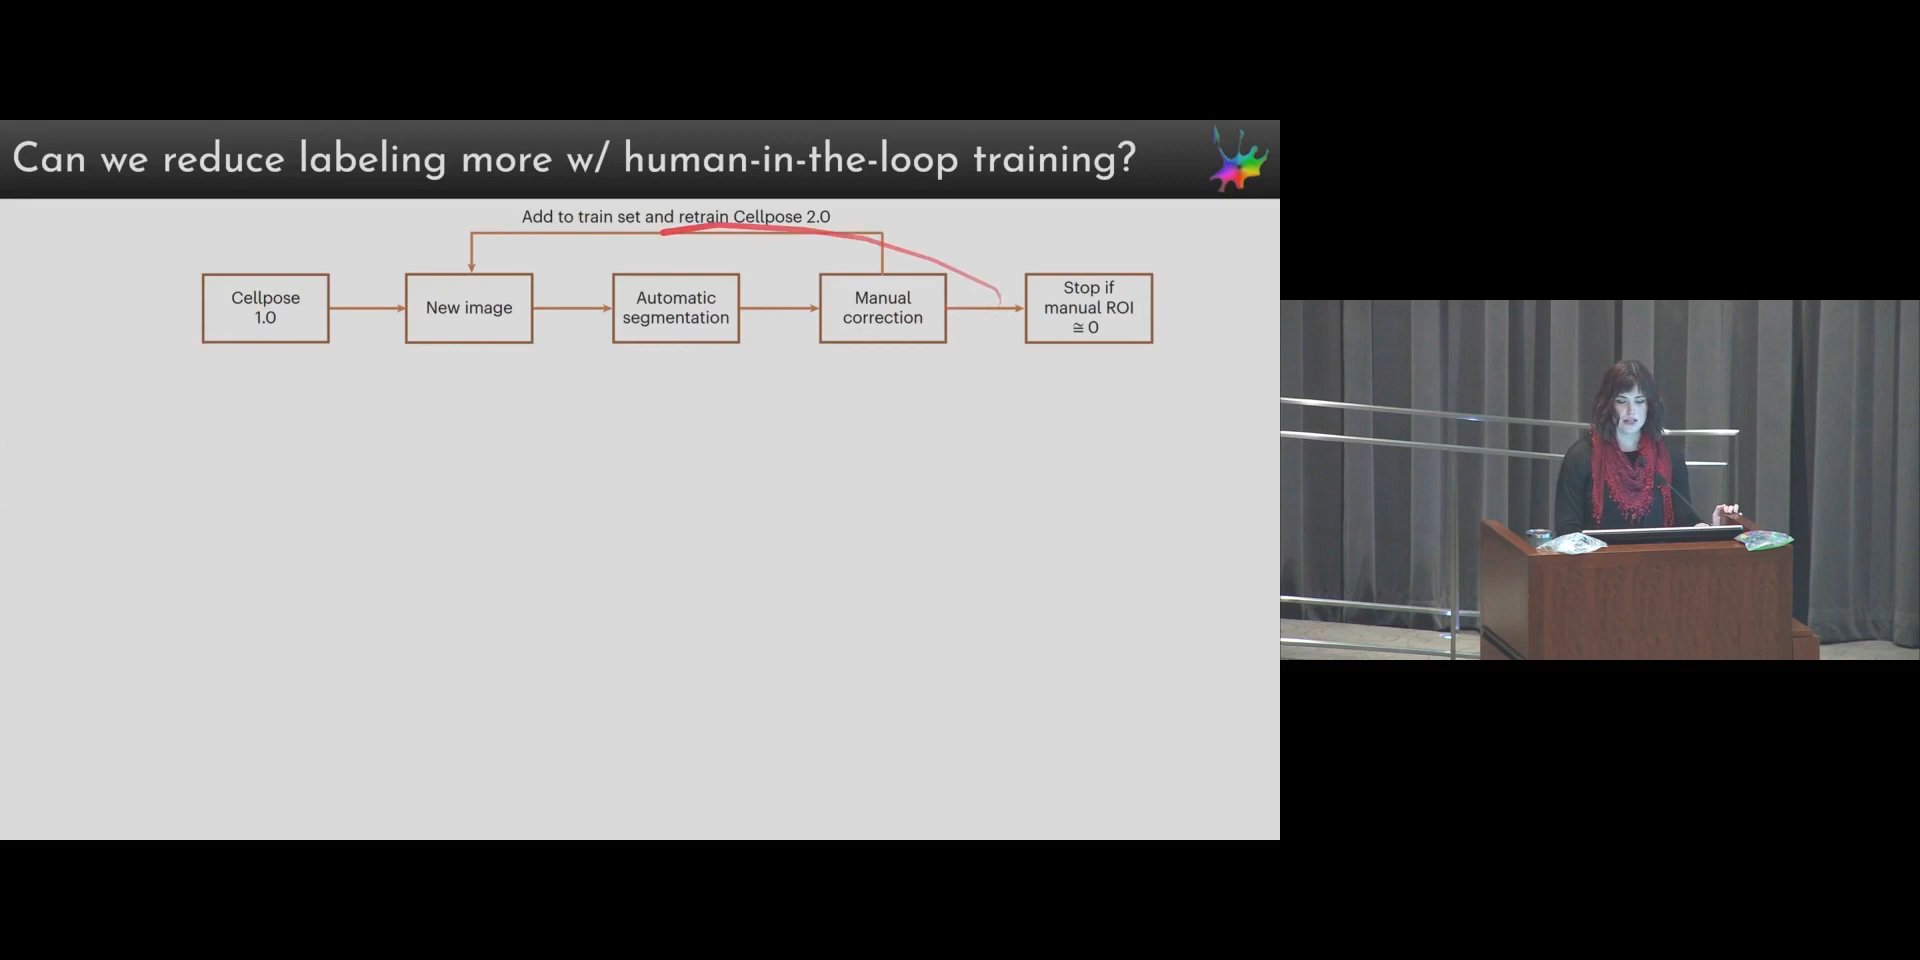 Can we reduce labeling more w/ human-in-the-loop training?
Add to train set and retrain Cellpose 2.0
Cellpose
1.0
New image
Automatic
segmentation
Manual
correction
Stop if
manual ROI
≅ 0